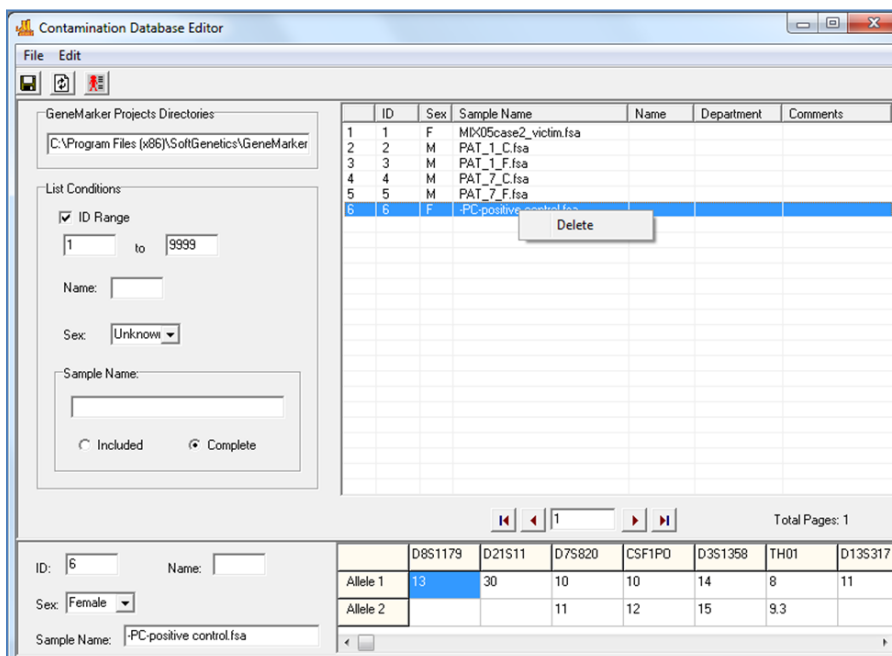 Contamination Database Editor
File Edit
GeneMarker Projects Directories
C:\Program Files (x86)\SoftGenetics\GeneMarker
List Conditions
ID Range
1 to 9999
Name:
Sex: Unknow
Sample Name:
Included Complete
ID Sex Sample Name Name Department Comments
1 1 F MIX05case2_victim.fsa
2 2 M PAT_1_C.fsa
3 3 M PAT_1_F.fsa
4 4 M PAT_7_C.fsa
5 5 M PAT_7_F.fsa
6 6 F -PC-positive control.fsa
Delete
1 Total Pages: 1
ID: 6 Name:
Sex: Female
Sample Name: -PC-positive control.fsa
D8S1179 D21S11 D7S820 CSF1PO D3S1358 TH01 D13S317
Allele 1 13 30 10 10 14 8 11
Allele 2 11 12 15 9.3